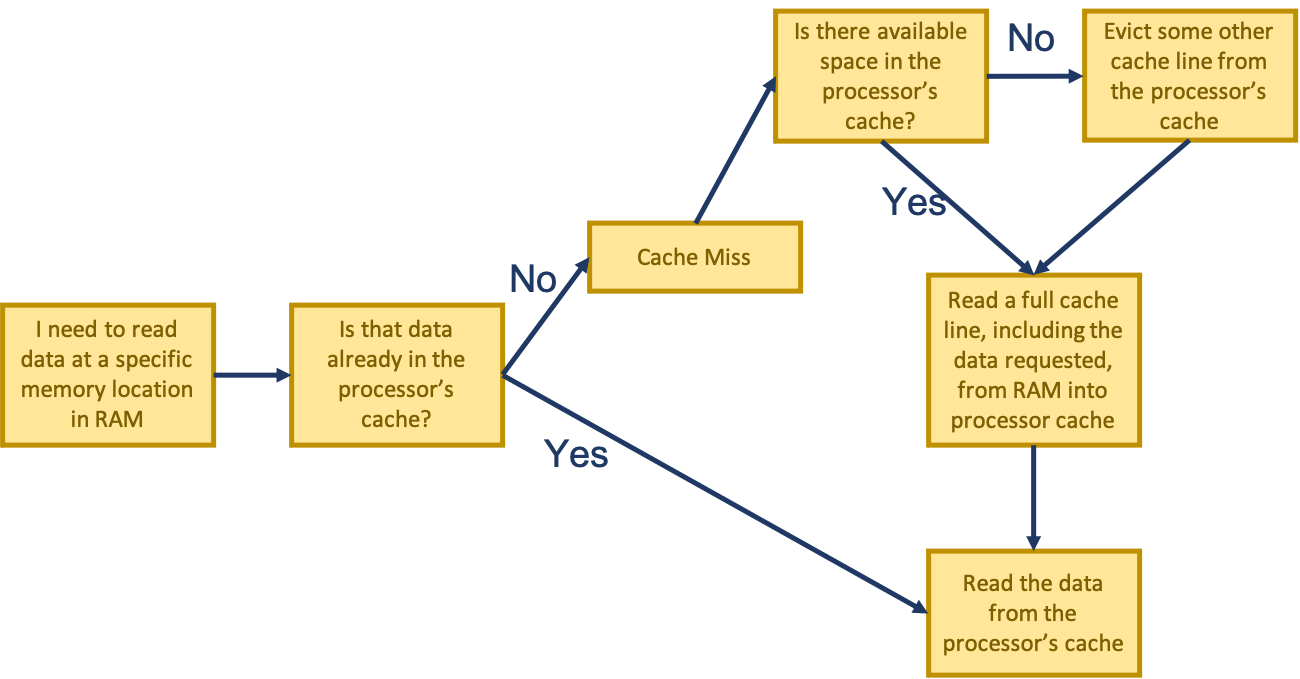 I need to read
data at a specific
memory location
in RAM
Is that data
already in the
processor's
cache?
No
Yes
Cache Miss
Is there available
space in the
processor's
cache?
No
Yes
Evict some other
cache line from
the processor's
cache
Read a full cache
line, including the
data requested,
from RAM into
processor cache
Read the data
from the
processor's cache